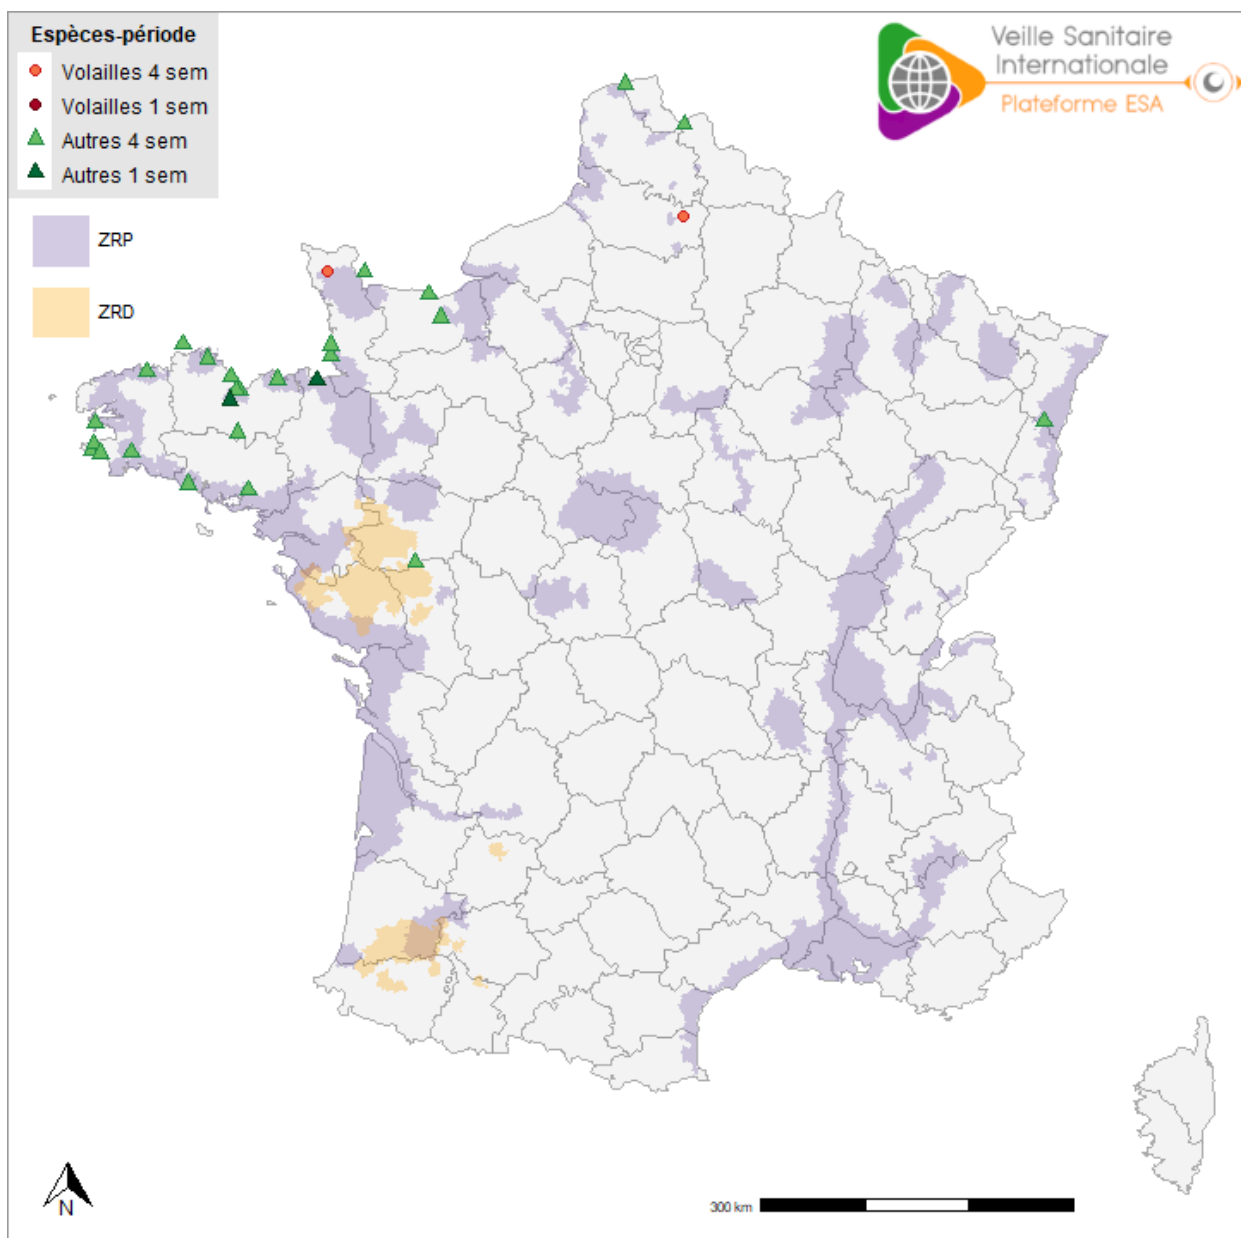 Espèces-période
Volailles 4 sem
Volailles 1 sem
Autres 4 sem
Autres 1 sem
ZRP
ZRD
Veille Sanitaire
Internationale
Plateforme ESA
N
300 km